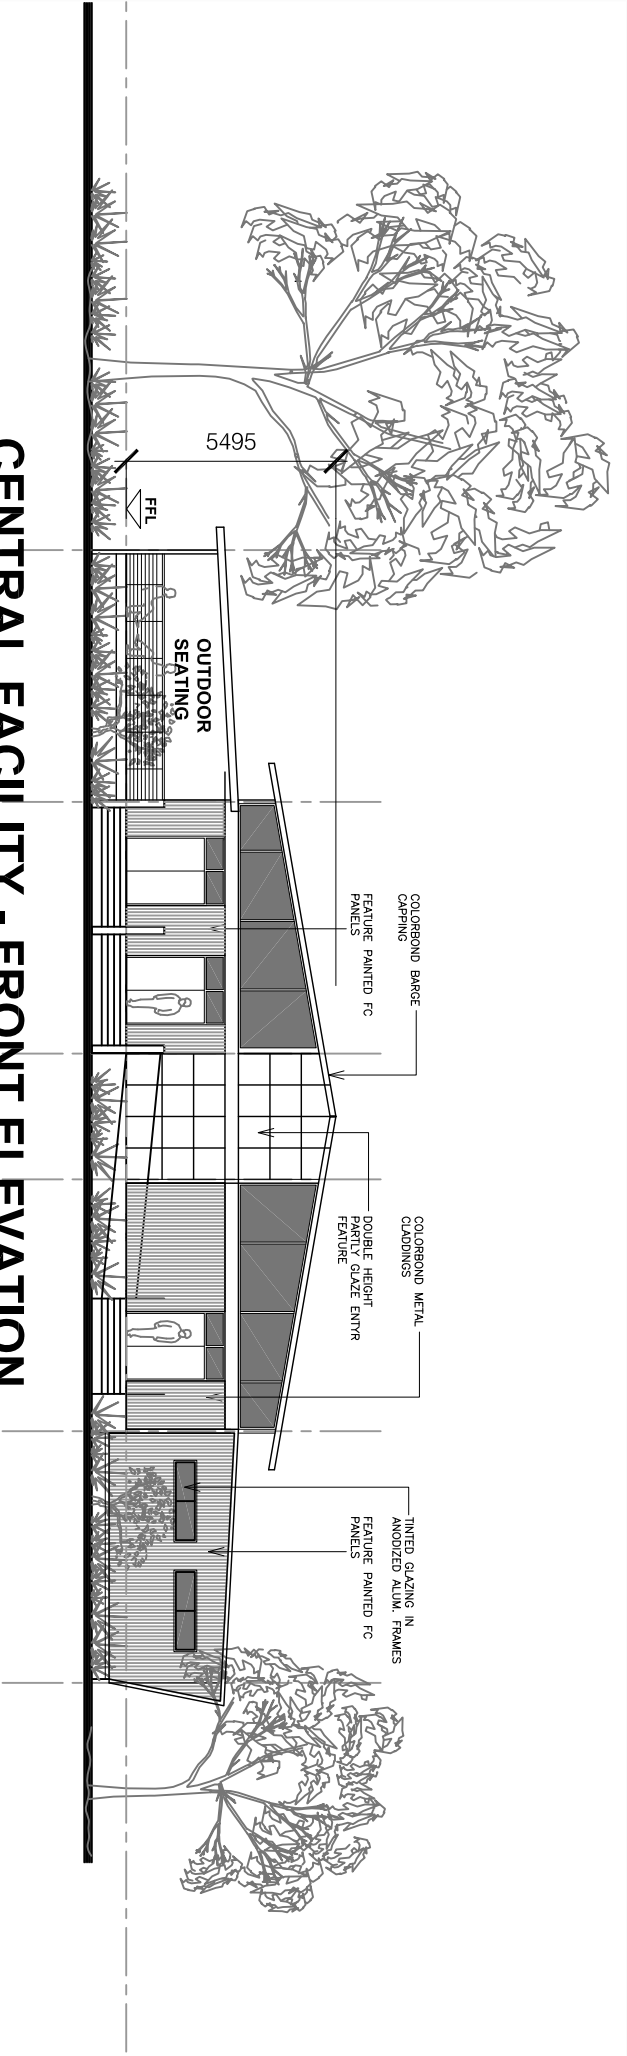 5495
FFL
OUTDOOR
SEATING
COLORBOND BARGE
CAPPING
FEATURE PAINTED FC
PANELS
COLORBOND METAL
CLADDINGS
DOUBLE HEIGHT
PARTLY GLAZE ENTYR
FEATURE
TINTED GLAZING IN
ANODIZED ALUM. FRAMES
FEATURE PAINTED FC
PANELS
CENTRAL FACILITY - FRONT ELEVATION